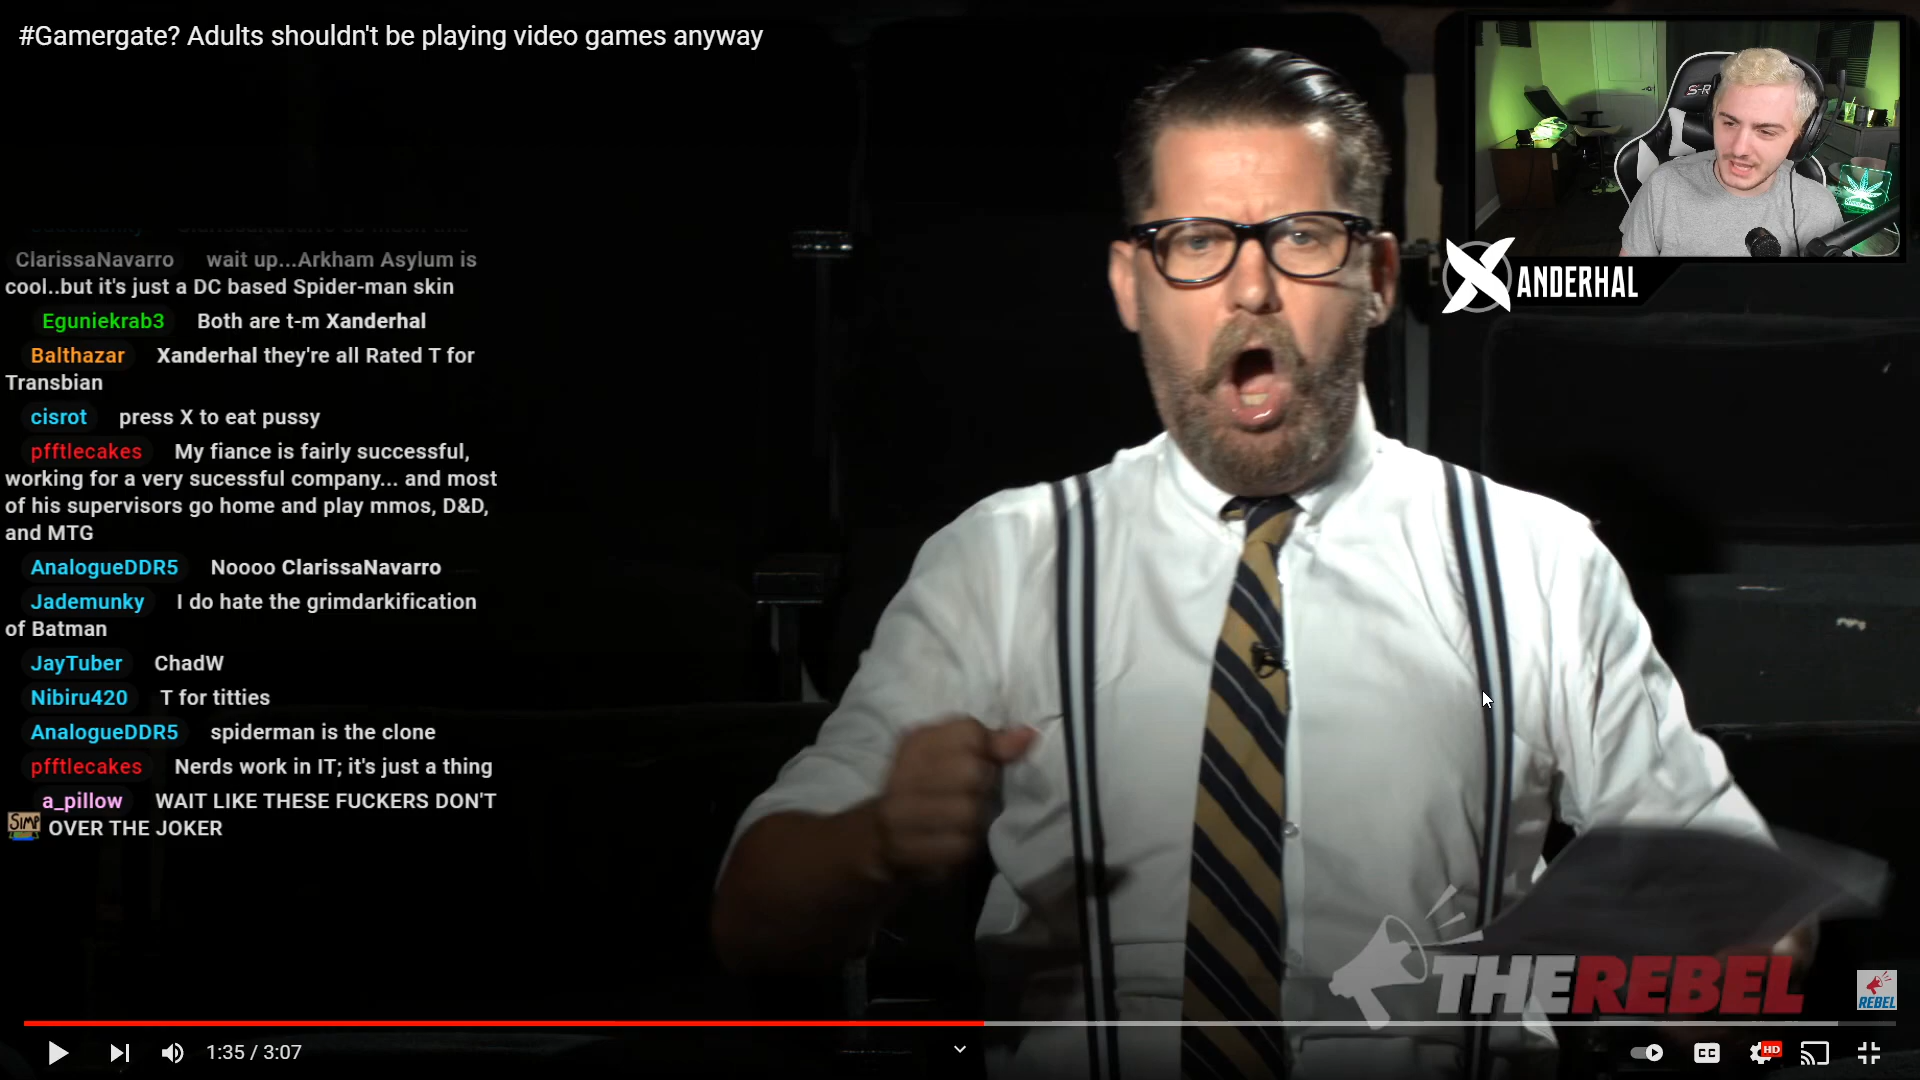 #Gamergate? Adults shouldn't be playing video games anyway
S-R
ANDERHAL
ClarissaNavarro wait up...Arkham Asylum is
cool..but it's just a DC based Spider-man skin
Eguniekrab3 Both are t-m Xanderhal
Balthazar Xanderhal they're all Rated T for
Transbian
cisrot press X to eat pussy
pfftlecakes My fiance is fairly successful,
working for a very sucessful company... and most
of his supervisors go home and play mmos, D&D,
and MTG
AnalogueDDR5 Noooo ClarissaNavarro
Jademunky I do hate the grimdarkification
of Batman
JayTuber ChadW
Nibiru420 T for titties
AnalogueDDR5 spiderman is the clone
pfftlecakes Nerds work in IT; it's just a thing
a_pillow WAIT LIKE THESE FUCKERS DON'T
SIMP OVER THE JOKER
THEREBEL
REBEL
1:35 / 3:07
CC
HD